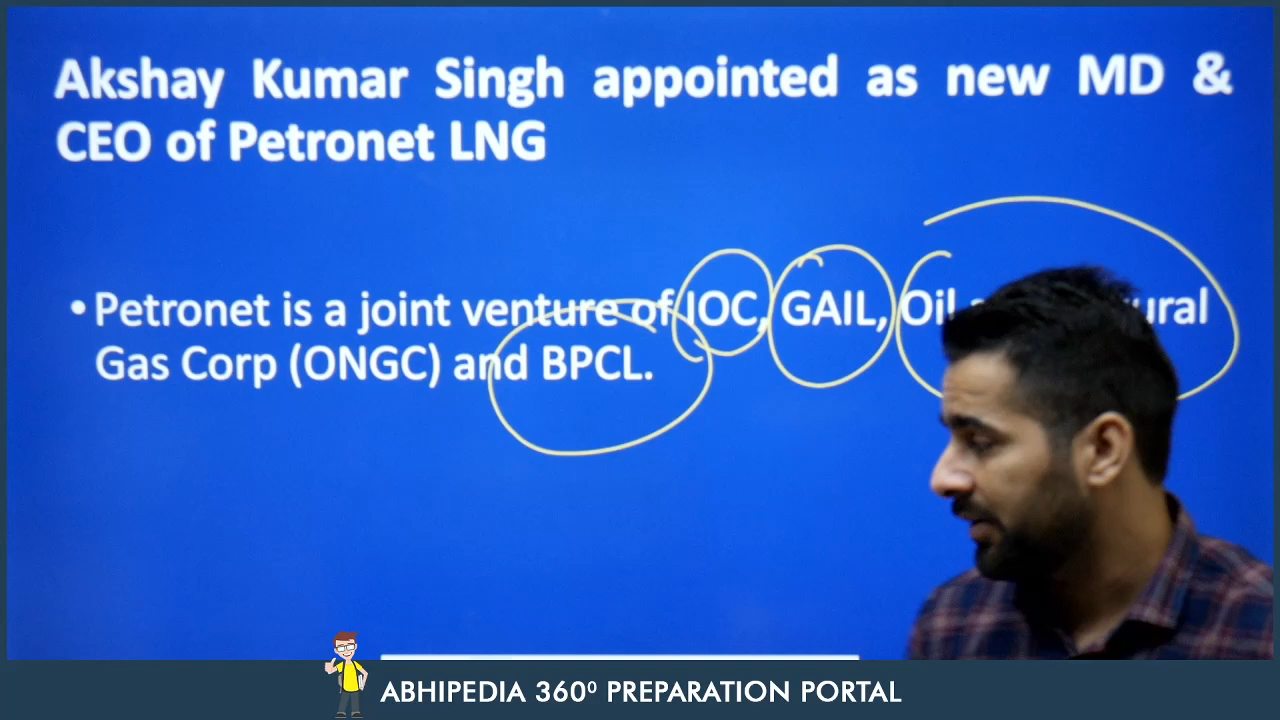 Akshay Kumar Singh appointed as new MD &
CEO of Petronet LNG
• Petronet is a joint venture of IOC, GAIL, Oil
Gas Corp (ONGC) and BPCL.
ABHIPEDIA 360⁰ PREPARATION PORTAL